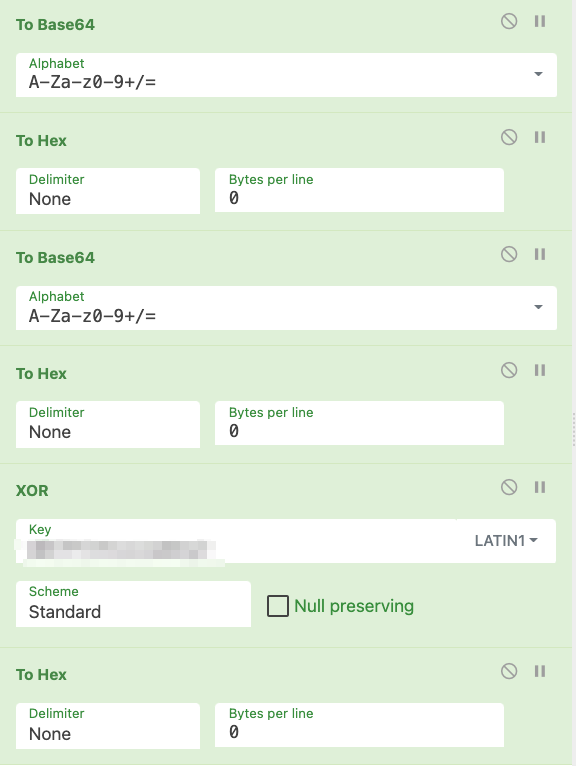 To Base64
Alphabet
A-Za-z0-9+/=
To Hex
Delimiter Bytes per line
None 0
To Base64
Alphabet
A-Za-z0-9+/=
To Hex
Delimiter Bytes per line
None 0
XOR
Key
LATIN1
Scheme
Standard Null preserving
To Hex
Delimiter Bytes per line
None 0